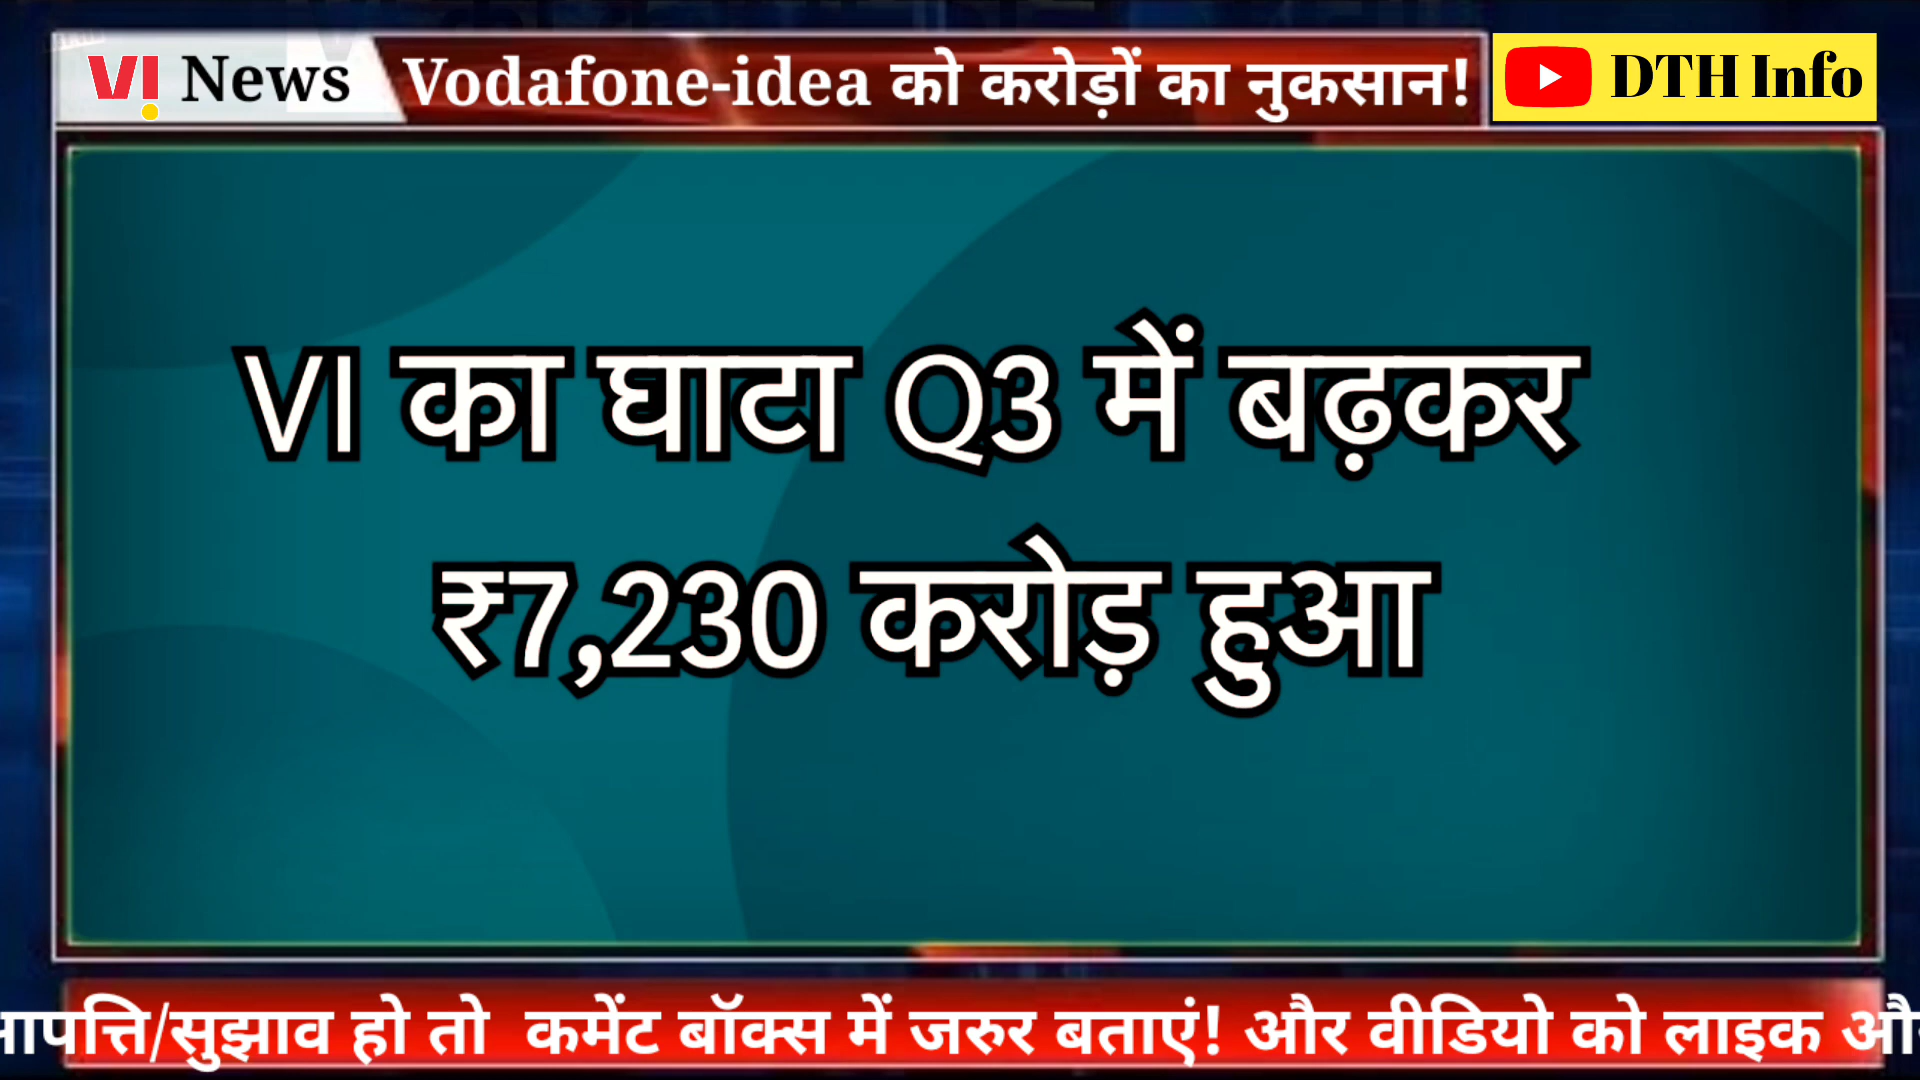 VI News
Vodafone-idea को करोड़ों का नुकसान!
DTH Info
VI का घाटा Q3 में बढ़कर
₹7,230 करोड़ हुआ
हो तो कमेंट बॉक्स में जरुर बताएं! और वीडियो को लाइक